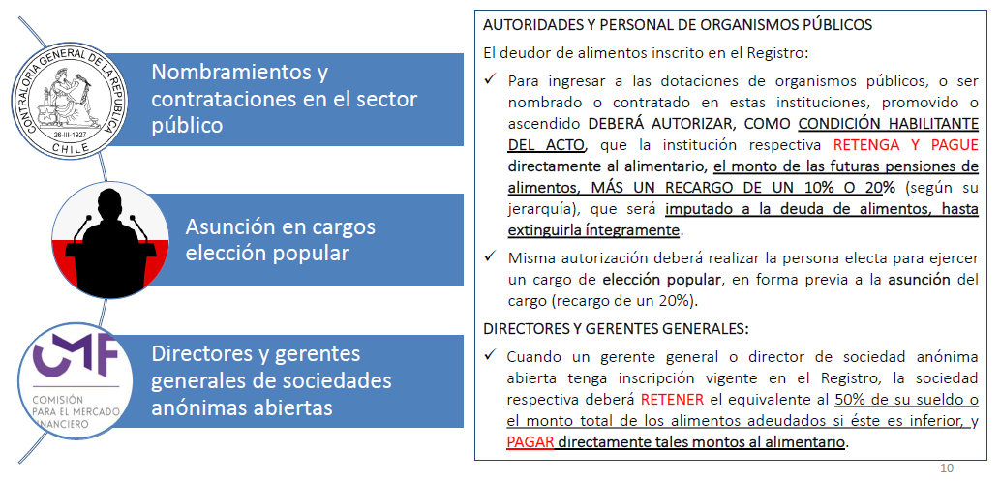 CONTRALORÍA GENERAL DE LA REPÚBLICA
26-III-1927
CHILE
Nombramientos y
contrataciones en el sector
público
Asunción en cargos
elección popular
CMF
COMISIÓN
PARA EL MERCADO
FINANCIERO
Directores y gerentes
generales de sociedades
anónimas abiertas
AUTORIDADES Y PERSONAL DE ORGANISMOS PÚBLICOS
El deudor de alimentos inscrito en el Registro:
✓ Para ingresar a las dotaciones de organismos públicos, o ser
nombrado o contratado en estas instituciones, promovido o
ascendido DEBERÁ AUTORIZAR, COMO CONDICIÓN HABILITANTE
DEL ACTO, que la institución respectiva RETENGA Y PAGUE
directamente al alimentario, el monto de las futuras pensiones de
alimentos, MÁS UN RECARGO DE UN 10% O 20% (según su
jerarquía), que será imputado a la deuda de alimentos, hasta
extinguirla íntegramente.
✓ Misma autorización deberá realizar la persona electa para ejercer
un cargo de elección popular, en forma previa a la asunción del
cargo (recargo de un 20%).
DIRECTORES Y GERENTES GENERALES:
✓ Cuando un gerente general o director de sociedad anónima
abierta tenga inscripción vigente en el Registro, la sociedad
respectiva deberá RETENER el equivalente al 50% de su sueldo o
el monto total de los alimentos adeudados si éste es inferior, y
PAGAR directamente tales montos al alimentario.
10